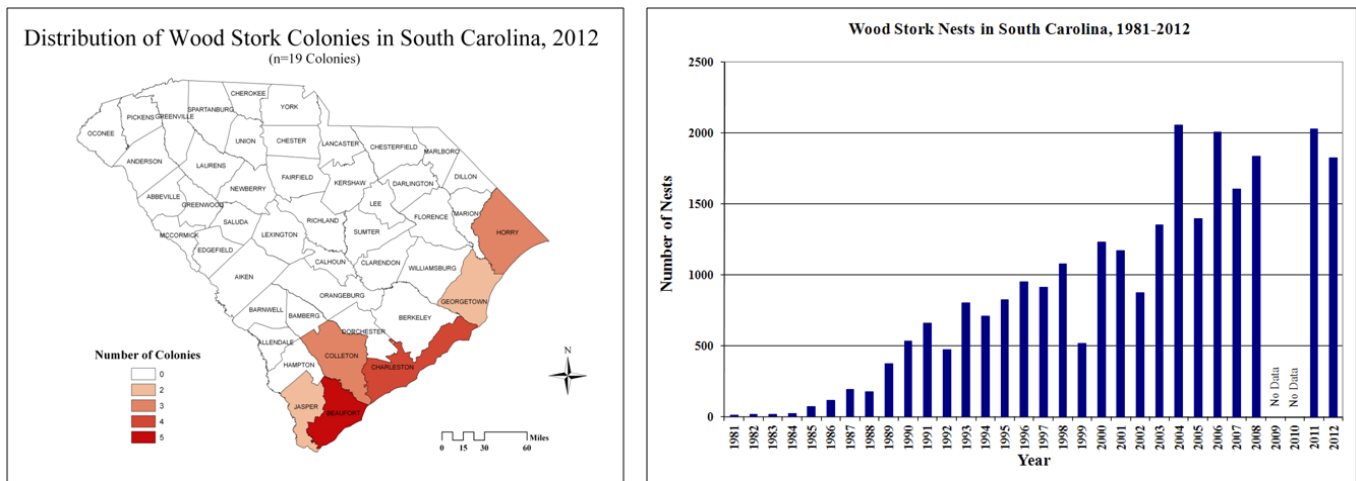 Distribution of Wood Stork Colonies in South Carolina, 2012
(n=19 Colonies)
CHEROKEE
YORK
SPARTANBURG
GREENVILLE
PICKENS
OCONEE
UNION
CHESTER
LANCASTER
CHESTERFIELD
MARLBORO
ANDERSON
LAURENS
DILLON
FAIRFIELD
KERSHAW
DARLINGTON
NEWBERRY
ABBEVILLE
GREENWOOD
LEE
MARION
FLORENCE
SALUDA
RICHLAND
SUMTER
HORRY
MCCORMICK
LEXINGTON
EDGEFIELD
CALHOUN
CLARENDON
WILLIAMSBURG
AIKEN
ORANGEBURG
GEORGETOWN
BARNWELL
BAMBERG
BERKELEY
DORCHESTER
ALLENDALE
COLLETON
HAMPTON
CHARLESTON
JASPER
BEAUFORT
Number of Colonies
0
2
3
4
5
N
0 15 30 60
Miles
Wood Stork Nests in South Carolina, 1981-2012
Number of Nests
2500
2000
1500
1000
500
0
No Data
No Data
1981 1982 1983 1984 1985 1986 1987 1988 1989 1990 1991 1992 1993 1994 1995 1996 1997 1998 1999 2000 2001 2002 2003 2004 2005 2006 2007 2008 2009 2010 2011 2012
Year